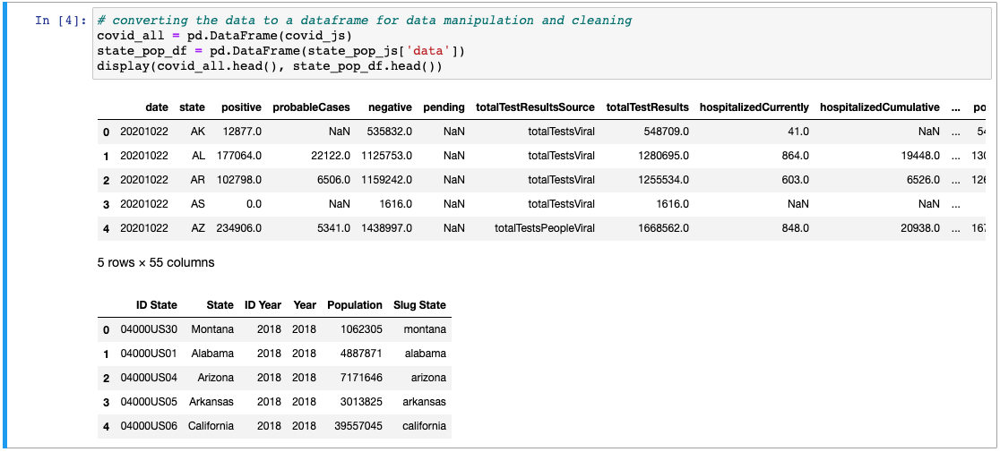 In [4]: # converting the data to a dataframe for data manipulation and cleaning
covid_all = pd.DataFrame(covid_js)
state_pop_df = pd.DataFrame(state_pop_js['data'])
display(covid_all.head(), state_pop_df.head())
date state positive probableCases negative pending totalTestResultsSource totalTestResults hospitalizedCurrently hospitalizedCumulative ... po
0 20201022 AK 12877.0 NaN 535832.0 NaN totalTestsViral 548709.0 41.0 NaN ... 54
1 20201022 AL 177064.0 22122.0 1125753.0 NaN totalTestsViral 1280695.0 864.0 19448.0 ... 130
2 20201022 AR 102798.0 6506.0 1159242.0 NaN totalTestsViral 1255534.0 603.0 6526.0 ... 126
3 20201022 AS 0.0 NaN 1616.0 NaN totalTestsViral 1616.0 NaN NaN ...
4 20201022 AZ 234906.0 5341.0 1438997.0 NaN totalTestsPeopleViral 1668562.0 848.0 20938.0 ... 167
5 rows × 55 columns
ID State State ID Year Year Population Slug State
0 04000US30 Montana 2018 2018 1062305 montana
1 04000US01 Alabama 2018 2018 4887871 alabama
2 04000US04 Arizona 2018 2018 7171646 arizona
3 04000US05 Arkansas 2018 2018 3013825 arkansas
4 04000US06 California 2018 2018 39557045 california